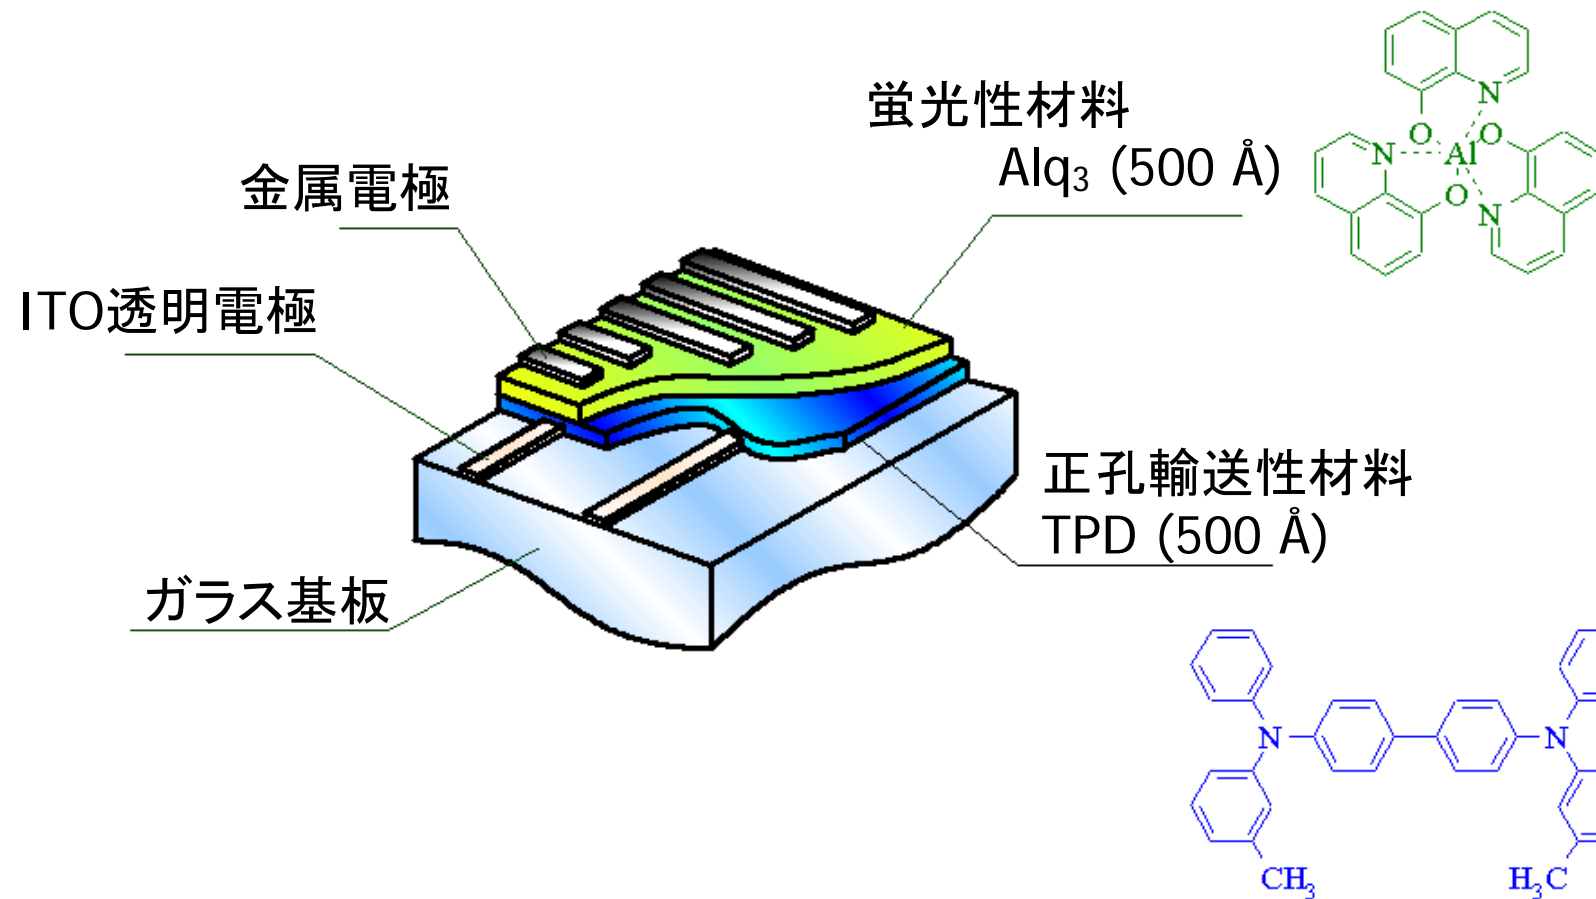 蛍光性材料
Alq₃ (500 Å)
金属電極
ITO透明電極
正孔輸送性材料
TPD (500 Å)
ガラス基板
N
O
O
N
Al
O
N
N
N
CH₃
H₃C